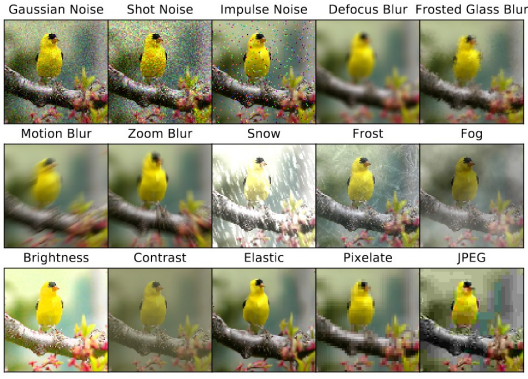 Gaussian Noise Shot Noise Impulse Noise Defocus Blur Frosted Glass Blur
Motion Blur Zoom Blur Snow Frost Fog
Brightness Contrast Elastic Pixelate JPEG